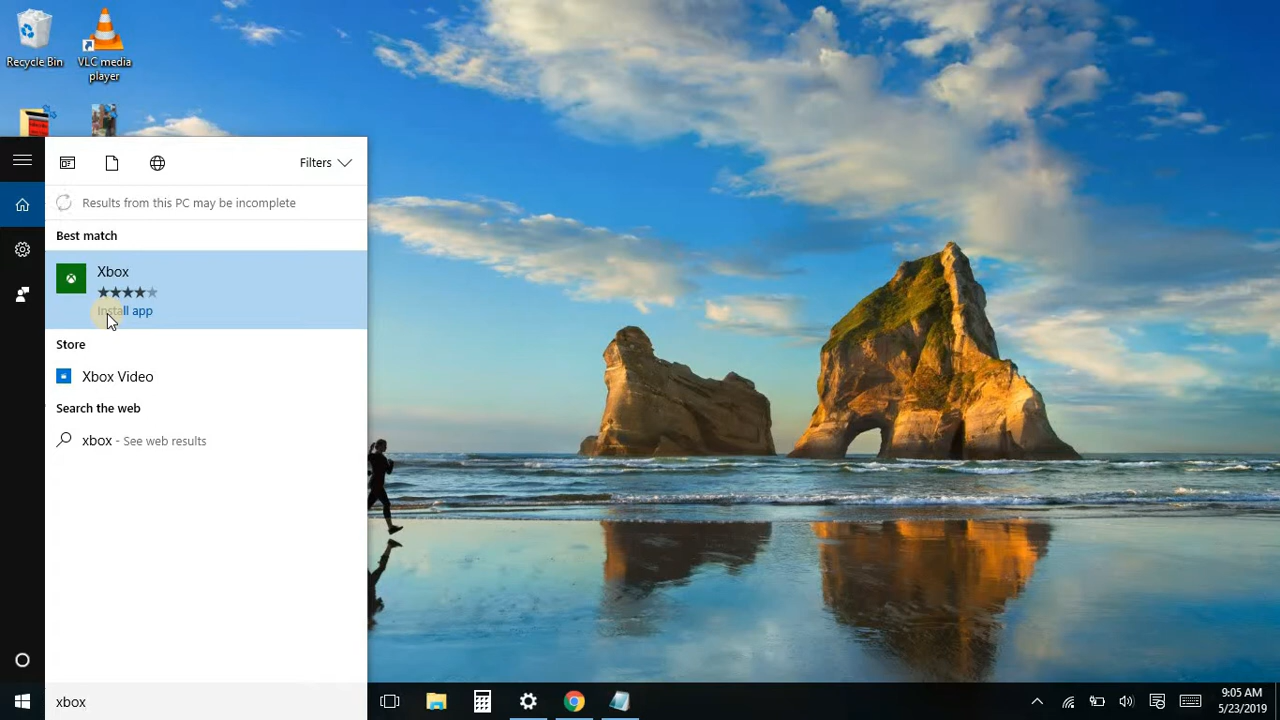 Recycle Bin
VLC media
player
Filters
Results from this PC may be incomplete
Best match
Xbox
Install app
Store
Xbox Video
Search the web
xbox - See web results
xbox
9:05 AM
5/23/2019